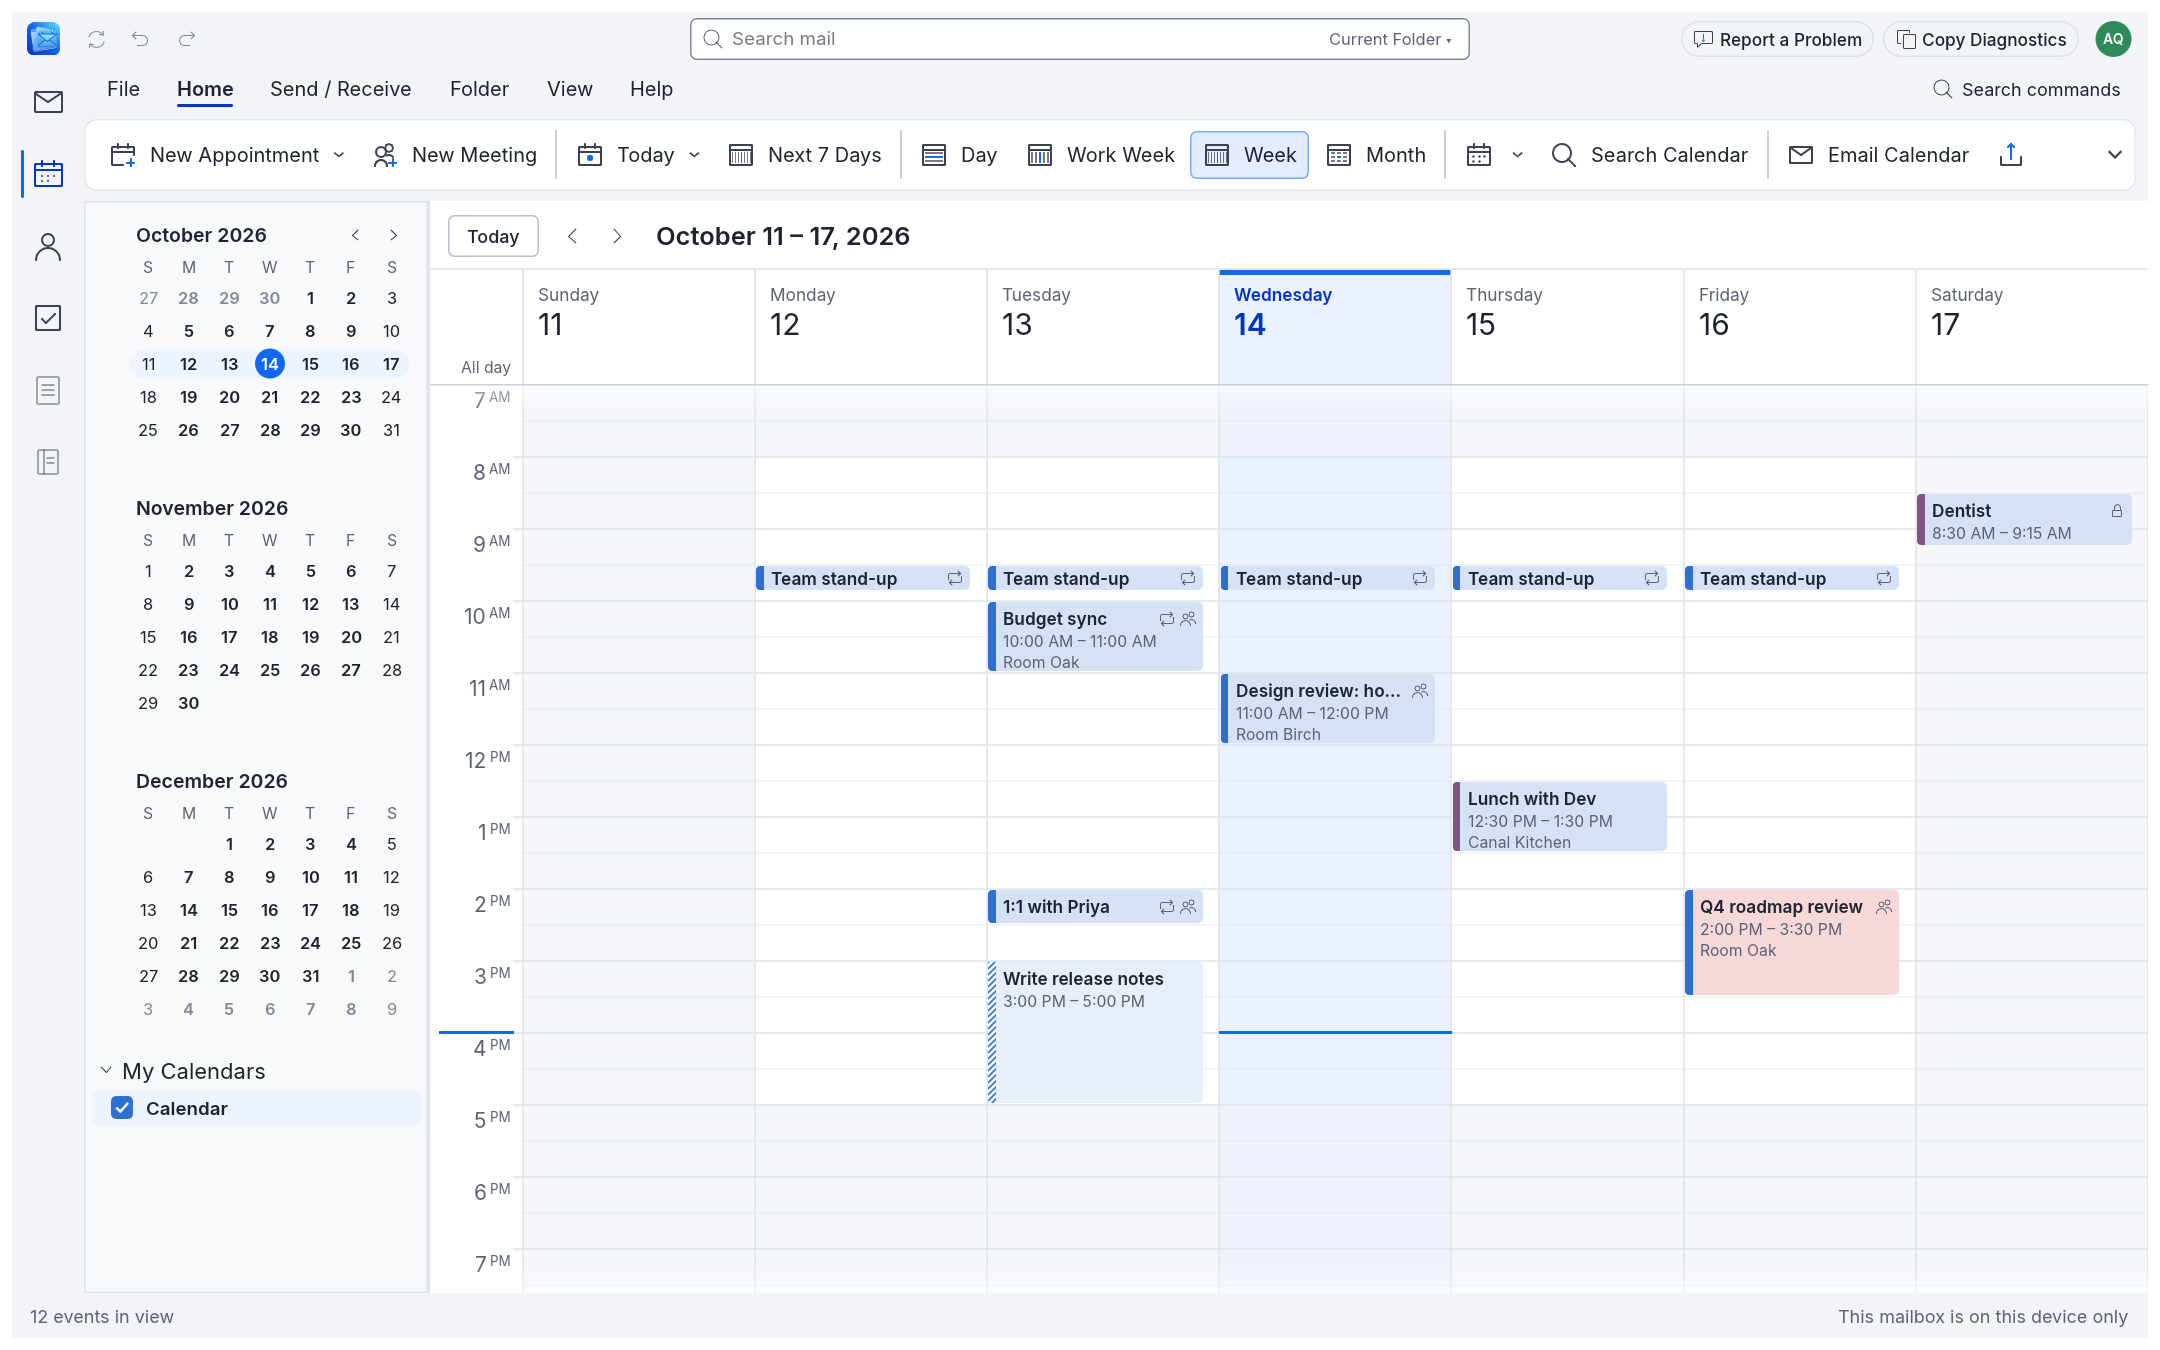 Search mail
Current Folder
Report a Problem
Copy Diagnostics
AQ
File
Home
Send / Receive
Folder
View
Help
Search commands
New Appointment
New Meeting
Today
Next 7 Days
Day
Work Week
Week
Month
Search Calendar
Email Calendar
October 2026
S M T W T F S
27 28 29 30 1 2 3
4 5 6 7 8 9 10
11 12 13 14 15 16 17
18 19 20 21 22 23 24
25 26 27 28 29 30 31
November 2026
S M T W T F S
1 2 3 4 5 6 7
8 9 10 11 12 13 14
15 16 17 18 19 20 21
22 23 24 25 26 27 28
29 30
December 2026
S M T W T F S
1 2 3 4 5
6 7 8 9 10 11 12
13 14 15 16 17 18 19
20 21 22 23 24 25 26
27 28 29 30 31 1 2
3 4 5 6 7 8 9
My Calendars
Calendar
Today
October 11 – 17, 2026
Sunday
11
Monday
12
Tuesday
13
Wednesday
14
Thursday
15
Friday
16
Saturday
17
All day
7 AM
8 AM
9 AM
10 AM
11 AM
12 PM
1 PM
2 PM
3 PM
4 PM
5 PM
6 PM
7 PM
Team stand-up
Team stand-up
Budget sync
10:00 AM – 11:00 AM
Room Oak
1:1 with Priya
Write release notes
3:00 PM – 5:00 PM
Team stand-up
Design review: ho...
11:00 AM – 12:00 PM
Room Birch
Team stand-up
Lunch with Dev
12:30 PM – 1:30 PM
Canal Kitchen
Team stand-up
Q4 roadmap review
2:00 PM – 3:30 PM
Room Oak
Dentist
8:30 AM – 9:15 AM
12 events in view
This mailbox is on this device only